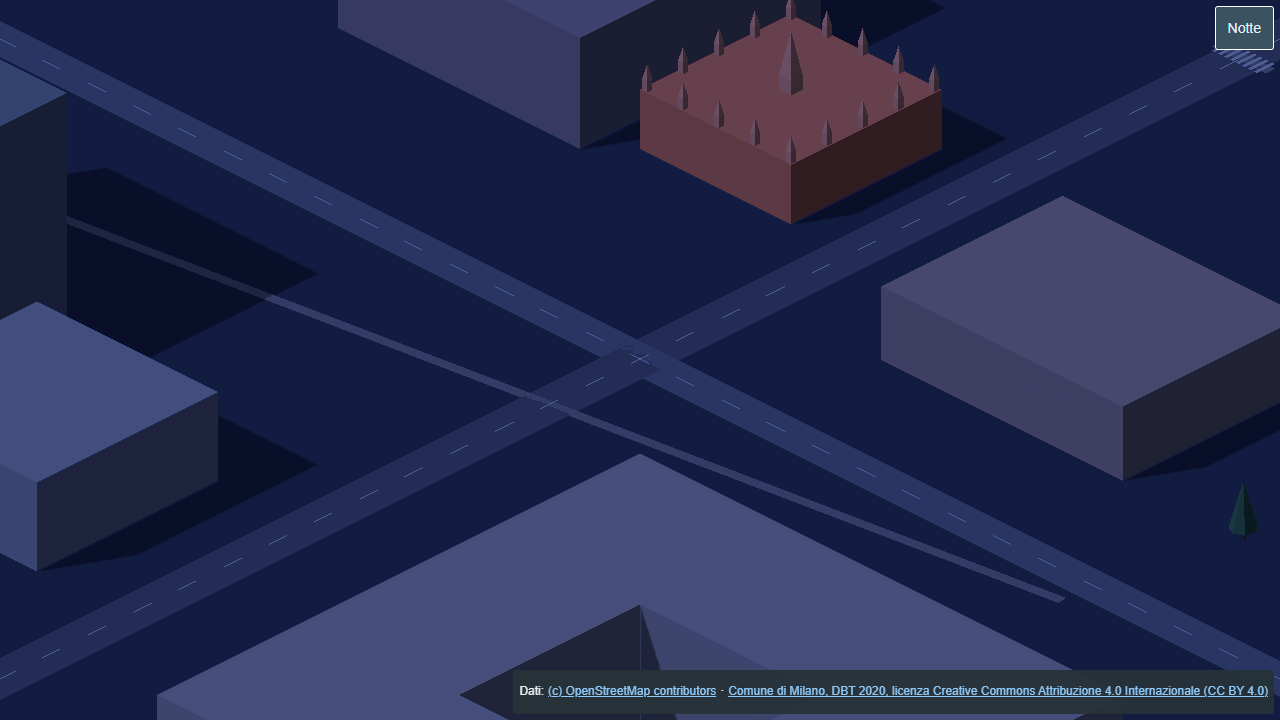 Notte
Dati: (c) OpenStreetMap contributors · Comune di Milano, DBT 2020, licenza Creative Commons Attribuzione 4.0 Internazionale (CC BY 4.0)